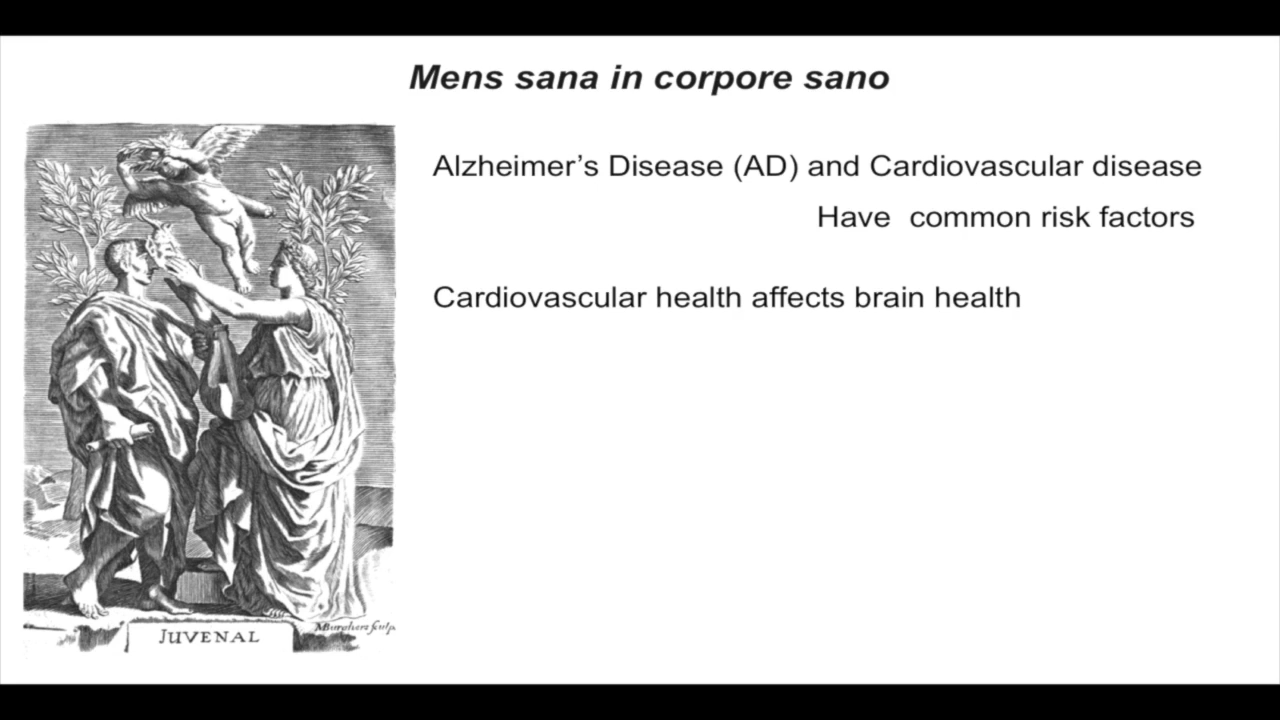 Mens sana in corpore sano
Alzheimer’s Disease (AD) and Cardiovascular disease
Have common risk factors
Cardiovascular health affects brain health
JUVENAL